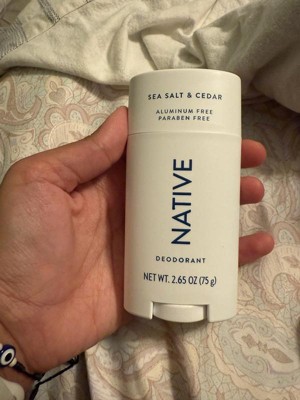 SEA SALT & CEDAR
ALUMINUM FREE
PARABEN FREE
NATIVE
DEODORANT
NET WT. 2.65 OZ (75 g)